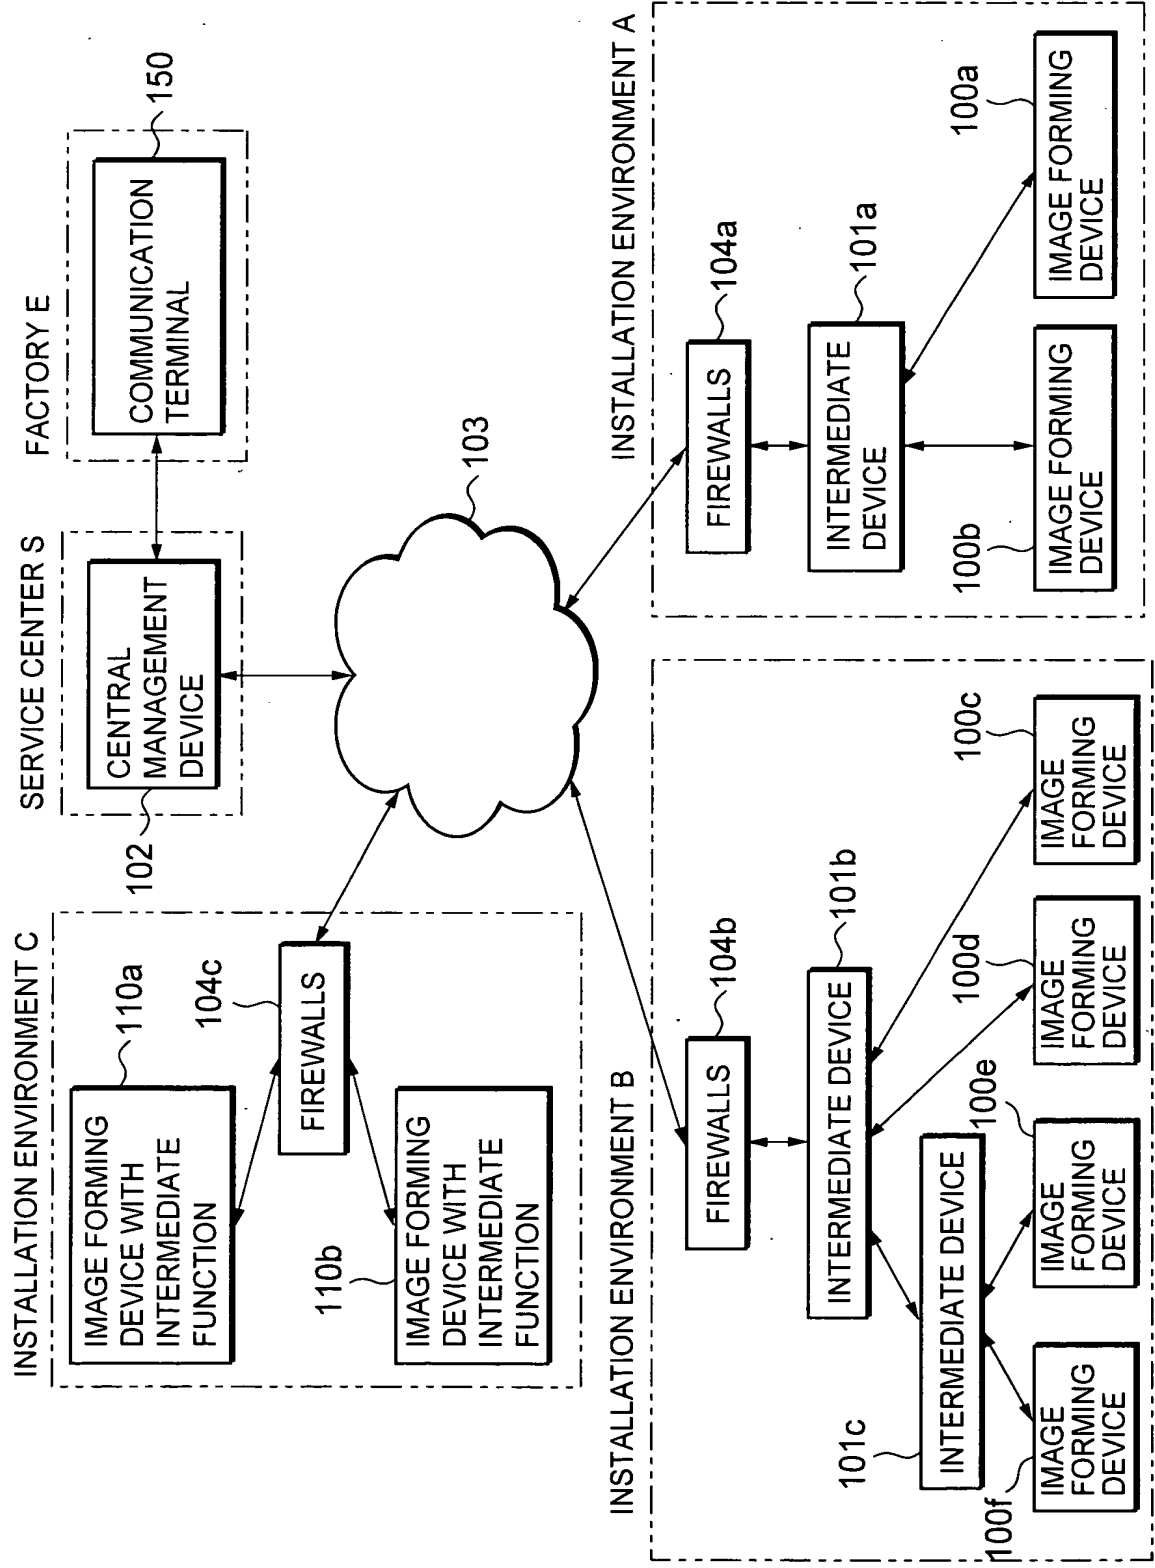 INSTALLATION ENVIRONMENT C
110a
IMAGE FORMING
DEVICE WITH
INTERMEDIATE
FUNCTION
104c
FIREWALLS
110b
IMAGE FORMING
DEVICE WITH
INTERMEDIATE
FUNCTION
SERVICE CENTER S
CENTRAL
MANAGEMENT
DEVICE
102
FACTORY E
COMMUNICATION
TERMINAL
150
103
INSTALLATION ENVIRONMENT B
104b
FIREWALLS
101b
INTERMEDIATE DEVICE
101c
INTERMEDIATE DEVICE
100f
IMAGE
FORMING
DEVICE
100e
IMAGE
FORMING
DEVICE
100d
IMAGE
FORMING
DEVICE
100c
IMAGE
FORMING
DEVICE
INSTALLATION ENVIRONMENT A
104a
FIREWALLS
101a
INTERMEDIATE
DEVICE
100b
IMAGE FORMING
DEVICE
100a
IMAGE FORMING
DEVICE